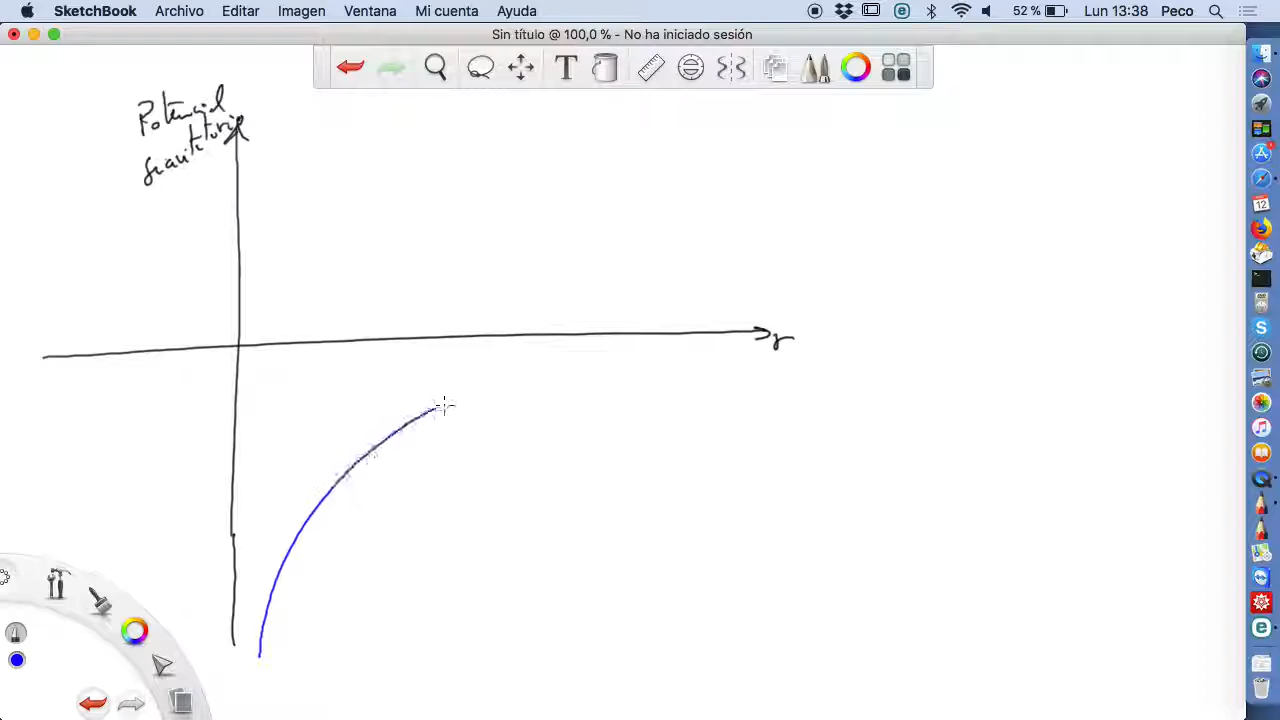 SketchBook Archivo Editar Imagen Ventana Mi cuenta Ayuda 52 % Lun 13:38 Peco
Sin título @ 100,0 % - No ha iniciado sesión
Potencial
gravitatorio
r